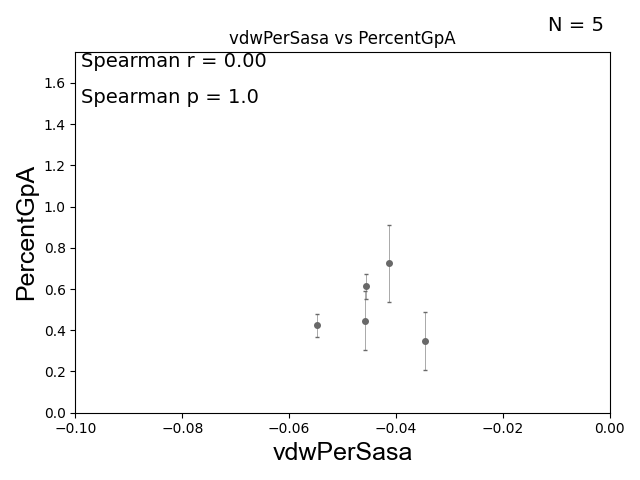 N = 5
vdwPerSasa vs PercentGpA
Spearman r = 0.00
Spearman p = 1.0
PercentGpA
1.6
1.4
1.2
1.0
0.8
0.6
0.4
0.2
0.0
−0.10 −0.08 −0.06 −0.04 −0.02 0.00
vdwPerSasa